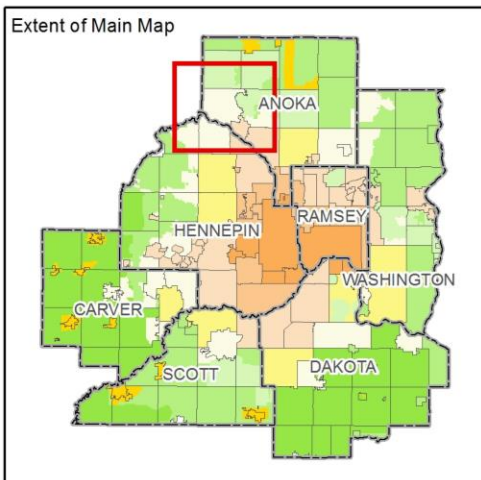 Extent of Main Map
ANOKA
HENNEPIN
RAMSEY
WASHINGTON
CARVER
SCOTT
DAKOTA